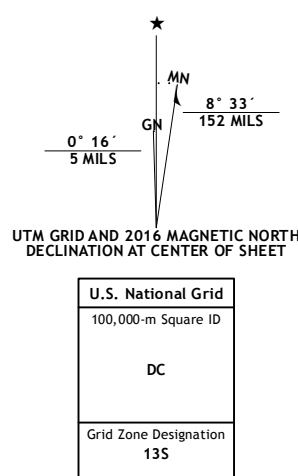 ★
MN
GN
8° 33´
152 MILS
0° 16´
5 MILS
UTM GRID AND 2016 MAGNETIC NORTH
DECLINATION AT CENTER OF SHEET
U.S. National Grid
100,000-m Square ID
DC
Grid Zone Designation
13S